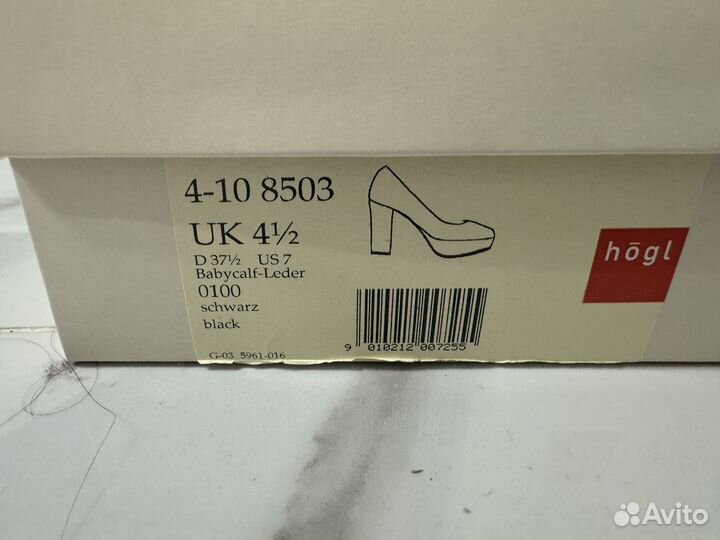 4-10 8503
UK 4½
D 37½ US 7
Babycalf-Leder
0100
schwarz
black
G-03 5961-016
9 010212 007255
högl
Avito